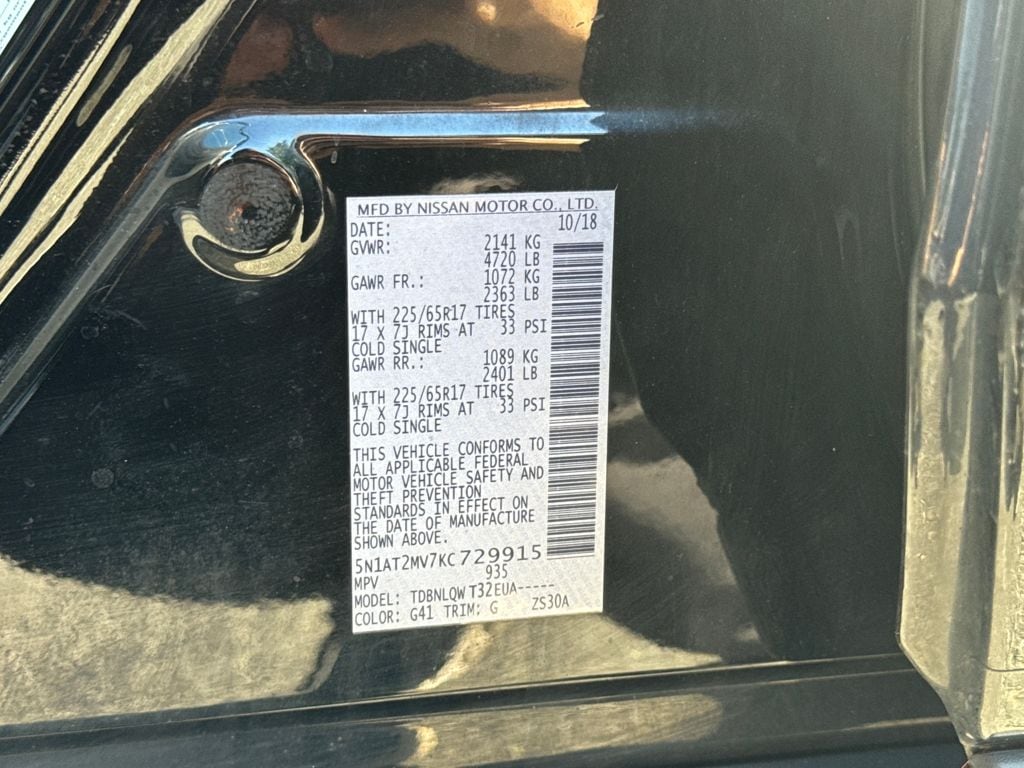 MFD BY NISSAN MOTOR CO., LTD.
DATE: 10/18
GVWR: 2141 KG
4720 LB
GAWR FR.: 1072 KG
2363 LB
WITH 225/65R17 TIRES
17 X 7J RIMS AT 33 PSI
COLD SINGLE
GAWR RR.: 1089 KG
2401 LB
WITH 225/65R17 TIRES
17 X 7J RIMS AT 33 PSI
COLD SINGLE
THIS VEHICLE CONFORMS TO
ALL APPLICABLE FEDERAL
MOTOR VEHICLE SAFETY AND
THEFT PREVENTION
STANDARDS IN EFFECT ON
THE DATE OF MANUFACTURE
SHOWN ABOVE.
5N1AT2MV7KC729915
MPV 935
MODEL: TDBNLQW T32EUA-----
COLOR: G41 TRIM: G ZS30A